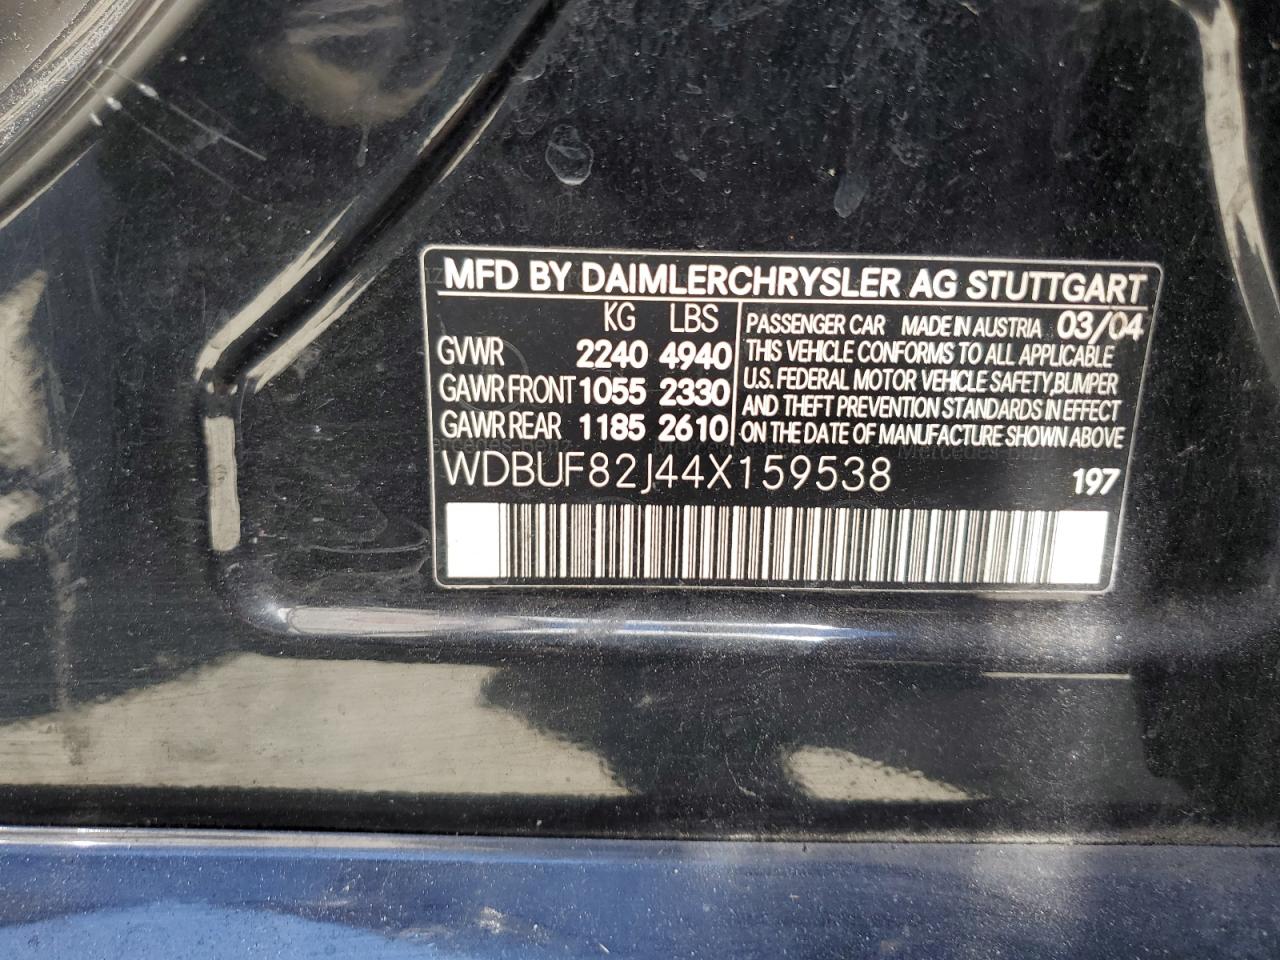 MFD BY DAIMLERCHRYSLER AG STUTTGART
KG LBS
GVWR 2240 4940
GAWR FRONT 1055 2330
GAWR REAR 1185 2610
PASSENGER CAR MADE IN AUSTRIA 03/04
THIS VEHICLE CONFORMS TO ALL APPLICABLE
U.S. FEDERAL MOTOR VEHICLE SAFETY,BUMPER
AND THEFT PREVENTION STANDARDS IN EFFECT
ON THE DATE OF MANUFACTURE SHOWN ABOVE
WDBUF82J44X159538 197